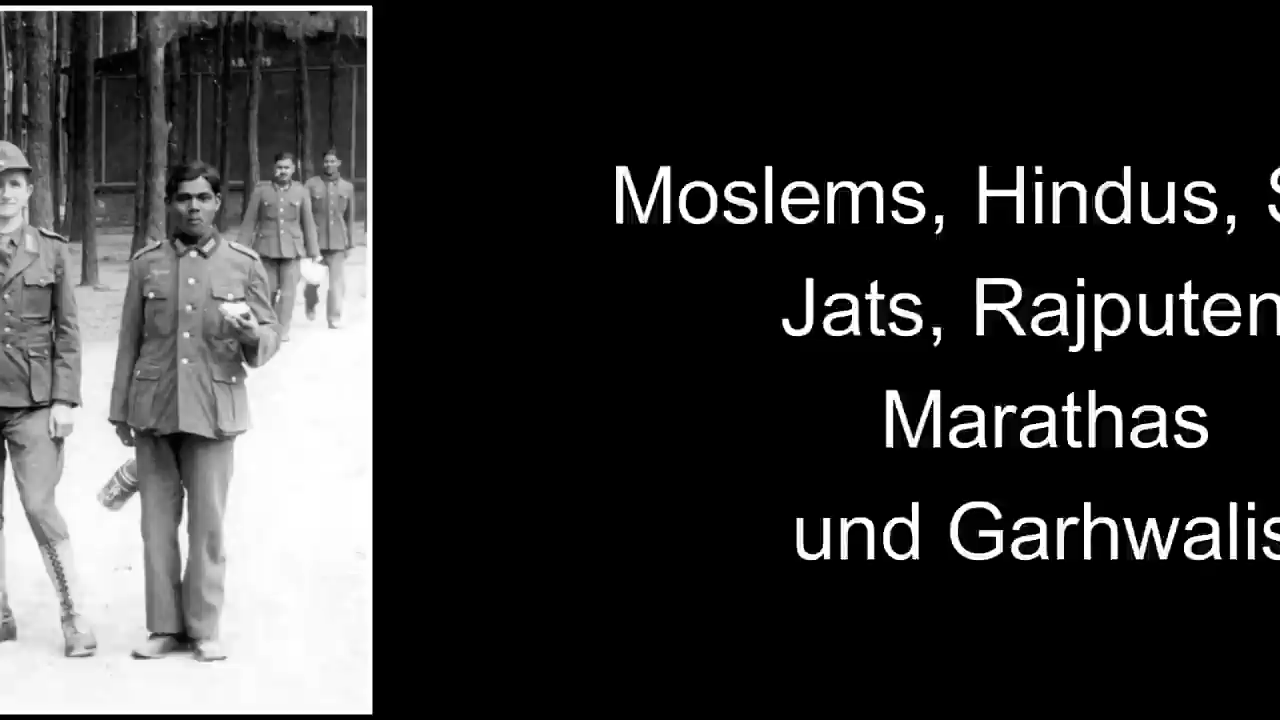 Moslems, Hindus,
Jats, Rajputen
Marathas
und Garhwalis